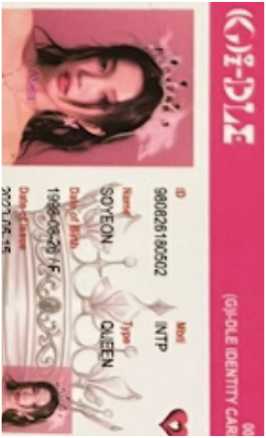 (G)I-DLE
(G)I-DLE IDENTITY CAR
00
ID
980826180502
Mbti
INTP
Name
SOYEON
Type
QUEEN
Date of Birth
1998-08-26 / F
Date of Issue
2023-05-15